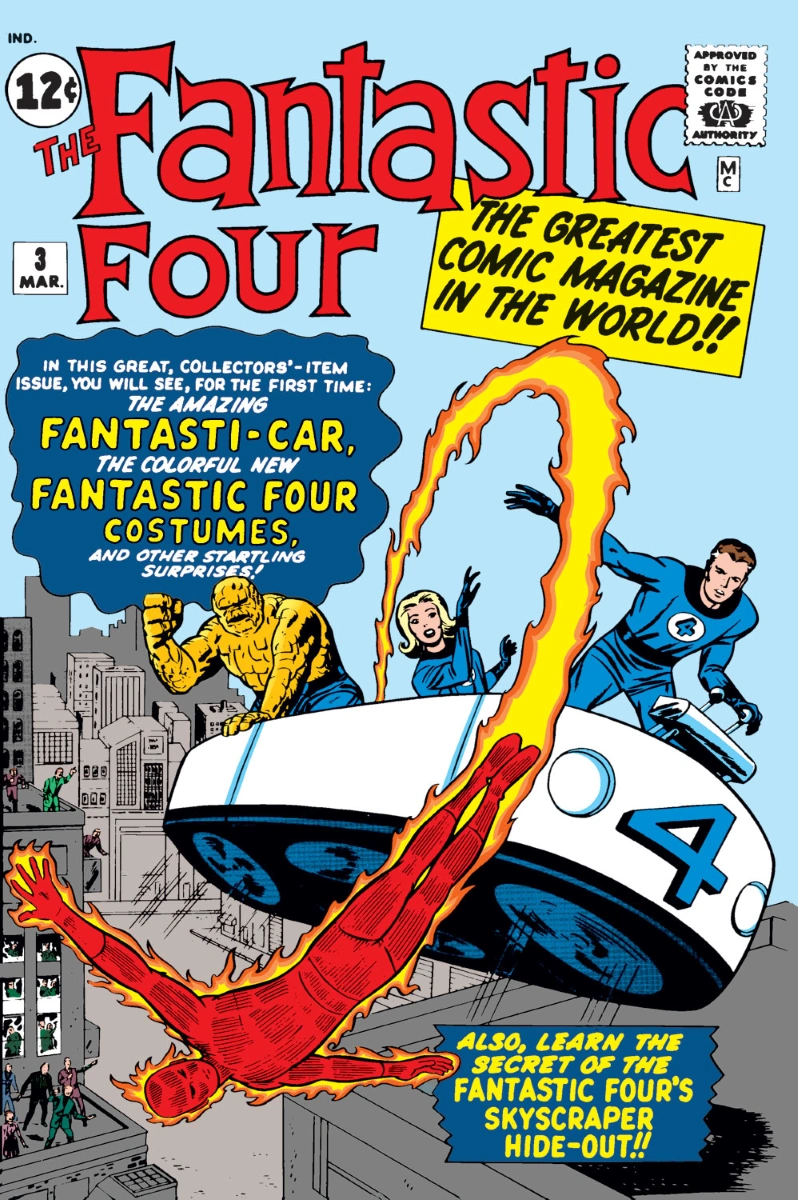 IND.
12¢
THE
Fantastic
Four
APPROVED
BY THE
COMICS
CODE
CA
AUTHORITY
M
C
3
MAR.
THE GREATEST
COMIC MAGAZINE
IN THE WORLD!!
IN THIS GREAT, COLLECTORS'-ITEM
ISSUE, YOU WILL SEE, FOR THE FIRST TIME:
THE AMAZING
FANTASTI-CAR,
THE COLORFUL NEW
FANTASTIC FOUR
COSTUMES,
AND OTHER STARTLING
SURPRISES!
4
4
ALSO, LEARN THE
SECRET OF THE
FANTASTIC FOUR'S
SKYSCRAPER
HIDE-OUT!!